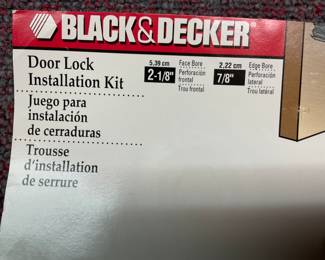 BLACK&DECKER®
Door Lock
Installation Kit
Juego para
instalación
de cerraduras
Trousse
d'installation
de serrure
5.39 cm
2-1/8"
Face Bore
Perforación
frontal
Trou frontal
2.22 cm
7/8"
Edge Bore
Perforación
lateral
Trou latéral